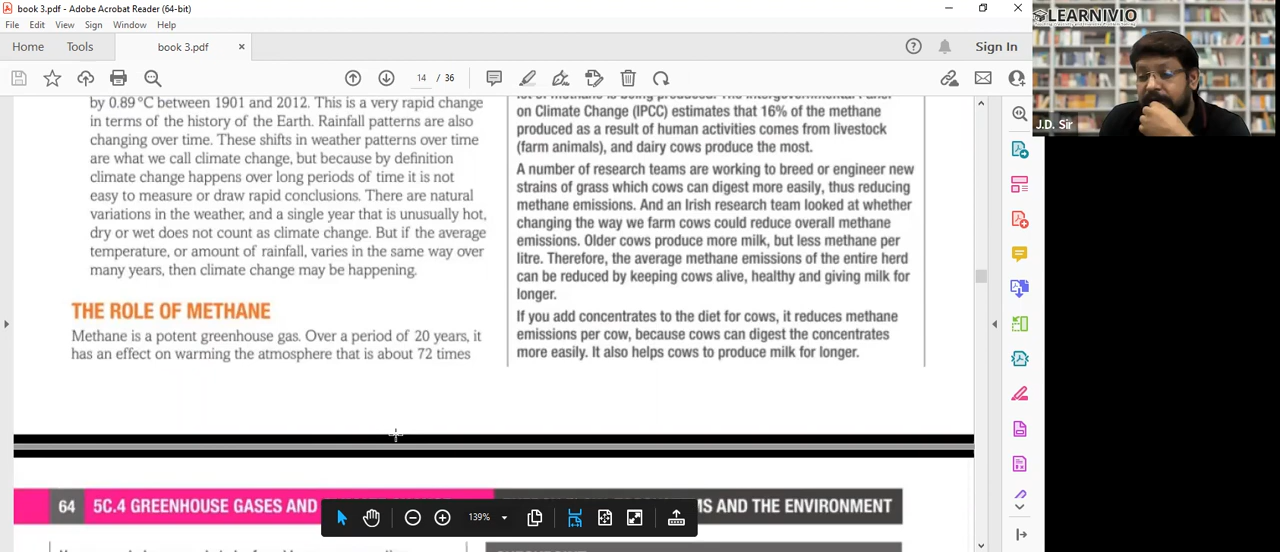 book 3.pdf - Adobe Acrobat Reader (64-bit)
File Edit View Sign Window Help
Home Tools book 3.pdf × Sign In
14 / 36
LEARNIVIO
J.D. Sir
by 0.89 °C between 1901 and 2012. This is a very rapid change
in terms of the history of the Earth. Rainfall patterns are also
changing over time. These shifts in weather patterns over time
are what we call climate change, but because by definition
climate change happens over long periods of time it is not
easy to measure or draw rapid conclusions. There are natural
variations in the weather, and a single year that is unusually hot,
dry or wet does not count as climate change. But if the average
temperature, or amount of rainfall, varies in the same way over
many years, then climate change may be happening.
THE ROLE OF METHANE
Methane is a potent greenhouse gas. Over a period of 20 years, it
has an effect on warming the atmosphere that is about 72 times
lot of methane is being produced. The Intergovernmental Panel
on Climate Change (IPCC) estimates that 16% of the methane
produced as a result of human activities comes from livestock
(farm animals), and dairy cows produce the most.
A number of research teams are working to breed or engineer new
strains of grass which cows can digest more easily, thus reducing
methane emissions. And an Irish research team looked at whether
changing the way we farm cows could reduce overall methane
emissions. Older cows produce more milk, but less methane per
litre. Therefore, the average methane emissions of the entire herd
can be reduced by keeping cows alive, healthy and giving milk for
longer.
If you add concentrates to the diet for cows, it reduces methane
emissions per cow, because cows can digest the concentrates
more easily. It also helps cows to produce milk for longer.
64 5C.4 GREENHOUSE GASES AND
MS AND THE ENVIRONMENT
139%